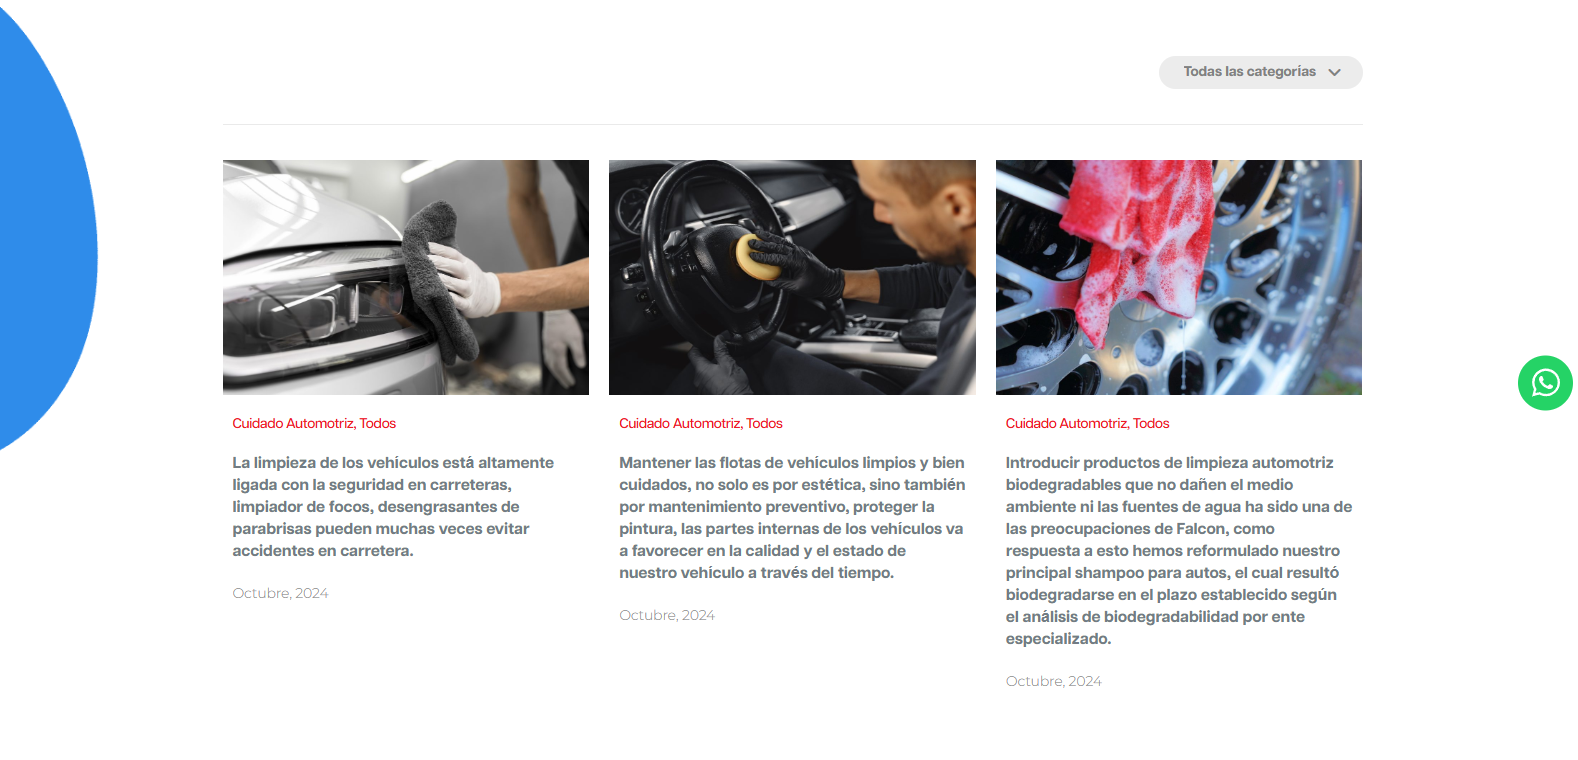 Todas las categorías
Cuidado Automotriz, Todos
La limpieza de los vehículos está altamente
ligada con la seguridad en carreteras,
limpiador de focos, desengrasantes de
parabrisas pueden muchas veces evitar
accidentes en carretera.
Octubre, 2024
Cuidado Automotriz, Todos
Mantener las flotas de vehículos limpios y bien
cuidados, no solo es por estética, sino también
por mantenimiento preventivo, proteger la
pintura, las partes internas de los vehículos va
a favorecer en la calidad y el estado de
nuestro vehículo a través del tiempo.
Octubre, 2024
Cuidado Automotriz, Todos
Introducir productos de limpieza automotriz
biodegradables que no dañen el medio
ambiente ni las fuentes de agua ha sido una de
las preocupaciones de Falcon, como
respuesta a esto hemos reformulado nuestro
principal shampoo para autos, el cual resultó
biodegradarse en el plazo establecido según
el análisis de biodegradabilidad por ente
especializado.
Octubre, 2024